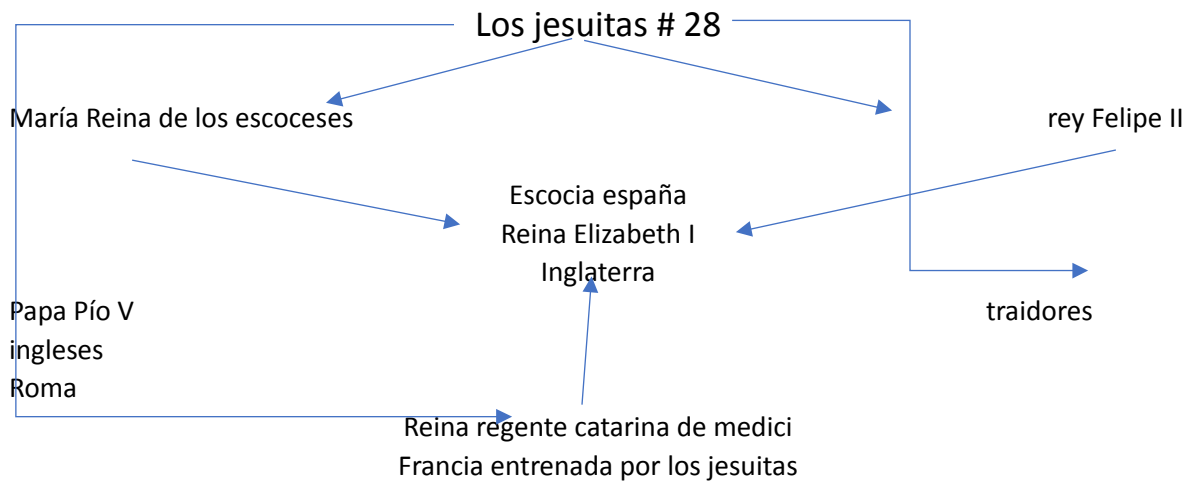 Los jesuitas # 28
María Reina de los escoceses
rey Felipe II
Escocia españa
Reina Elizabeth I
Inglaterra
Papa Pío V
ingleses
Roma
traidores
Reina regente catarina de medici
Francia entrenada por los jesuitas